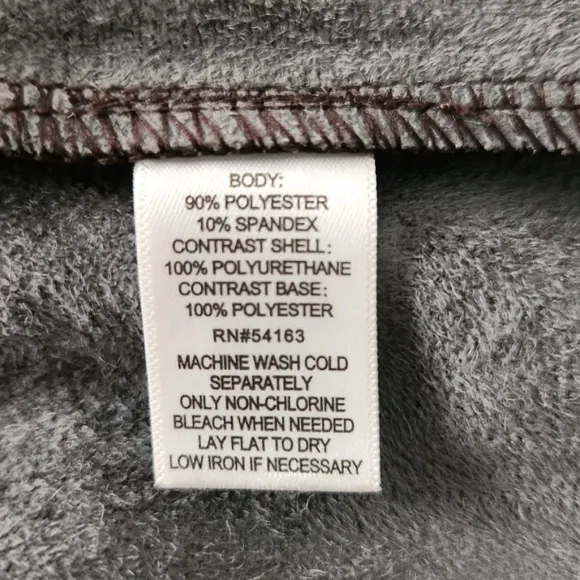 BODY:
90% POLYESTER
10% SPANDEX
CONTRAST SHELL:
100% POLYURETHANE
CONTRAST BASE:
100% POLYESTER
RN#54163
MACHINE WASH COLD
SEPARATELY
ONLY NON-CHLORINE
BLEACH WHEN NEEDED
LAY FLAT TO DRY
LOW IRON IF NECESSARY